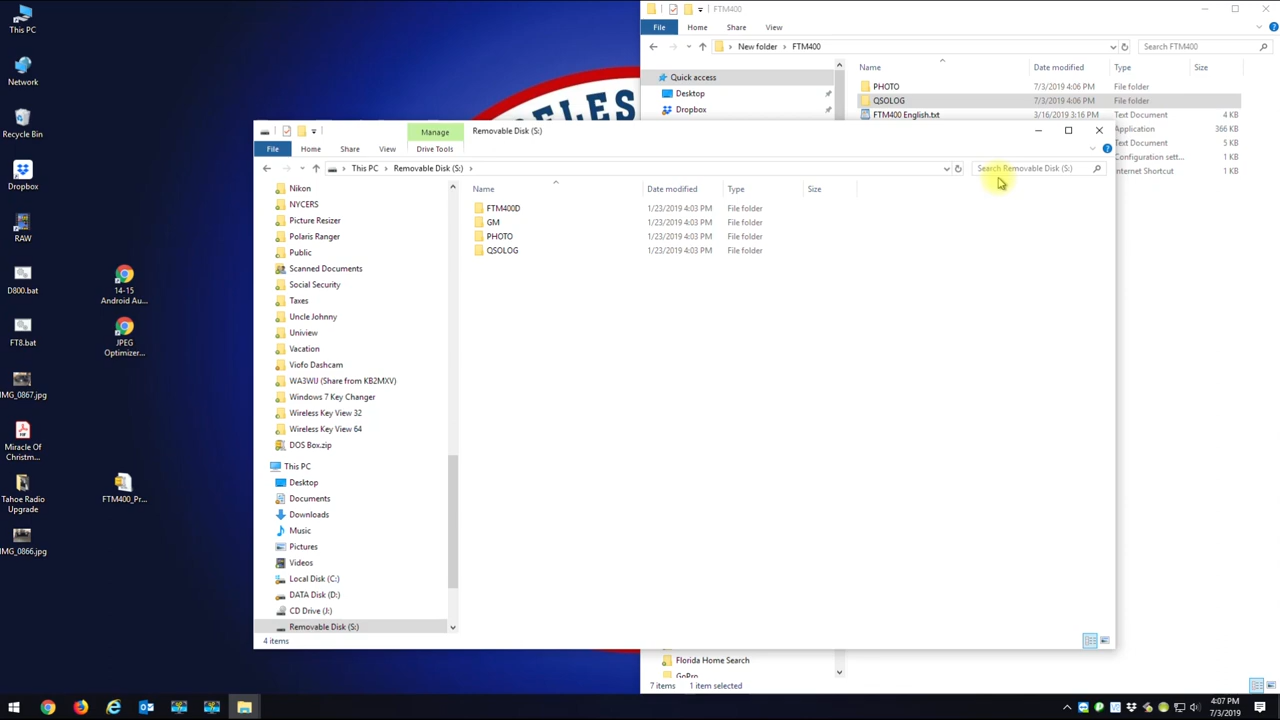 This PC
Network
Recycle Bin
Dropbox
RAW
D800.bat
FT8.bat
IMG_0867.jpg
Miracle Of
Christm...
Tahoe Radio
Upgrade
IMG_0866.jpg
14-15
Android Au...
JPEG
Optimizer...
FTM400_Pr...
ELES
FTM400
File Home Share View
New folder FTM400 Search FTM400
Quick access
Desktop
Dropbox
Name Date modified Type Size
PHOTO 7/3/2019 4:06 PM File folder
QSOLOG 7/3/2019 4:06 PM File folder
FTM400 English.txt 3/16/2019 3:16 PM Text Document 4 KB
Application 366 KB
Text Document 5 KB
Configuration sett... 1 KB
Internet Shortcut 1 KB
Manage Removable Disk (S:)
File Home Share View Drive Tools
This PC Removable Disk (S:) Search Removable Disk (S:)
Nikon
NYCERS
Picture Resizer
Polaris Ranger
Public
Scanned Documents
Social Security
Taxes
Uncle Johnny
Uniview
Vacation
Viofo Dashcam
WA3WIJ (Share from KB2MXV)
Windows 7 Key Changer
Wireless Key View 32
Wireless Key View 64
DOS Box.zip
This PC
Desktop
Documents
Downloads
Music
Pictures
Videos
Local Disk (C:)
DATA Disk (D:)
CD Drive (J:)
Removable Disk (S:)
Name Date modified Type Size
FTM400D 1/23/2019 4:03 PM File folder
GM 1/23/2019 4:03 PM File folder
PHOTO 1/23/2019 4:03 PM File folder
QSOLOG 1/23/2019 4:03 PM File folder
4 items
Florida Home Search
GoPro
7 items 1 item selected
4:07 PM
7/3/2019